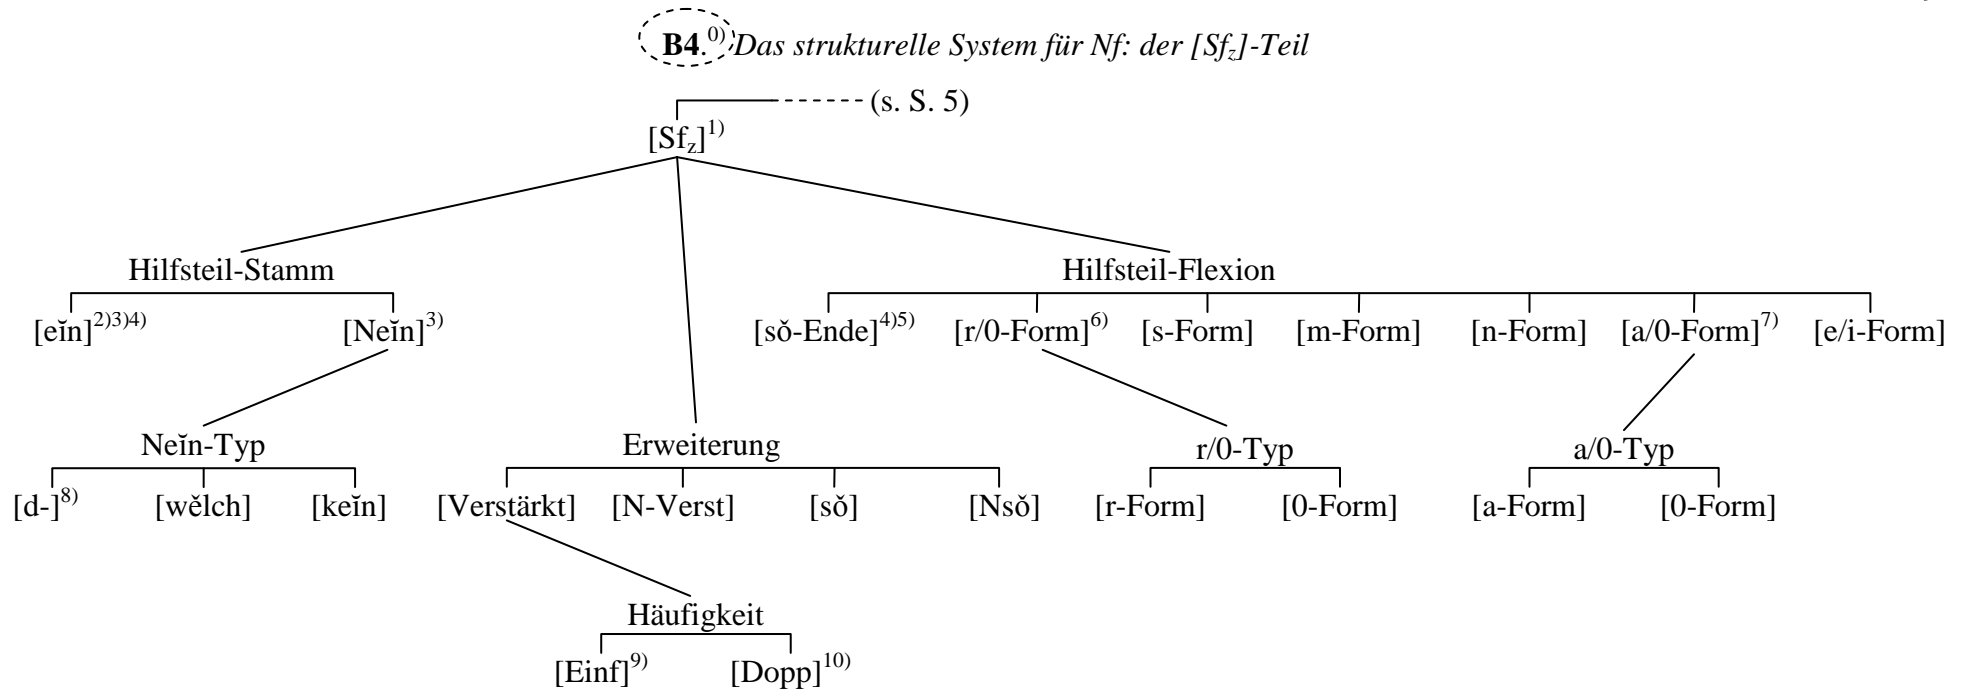 B4.⁰⁾ Das strukturelle System für Nf: der [Sf_z]-Teil
(s. S. 5)
[Sf_z]¹⁾
Hilfsteil-Stamm Hilfsteil-Flexion
[eĭn]²⁾³⁾⁴⁾ [Neĭn]³⁾ [sŏ-Ende]⁴⁾⁵⁾ [r/0-Form]⁶⁾ [s-Form] [m-Form] [n-Form] [a/0-Form]⁷⁾ [e/i-Form]
Neĭn-Typ Erweiterung r/0-Typ a/0-Typ
[d-]⁸⁾ [wĕlch] [keĭn] [Verstärkt] [N-Verst] [sŏ] [Nsŏ] [r-Form] [0-Form] [a-Form] [0-Form]
Häufigkeit
[Einf]⁹⁾ [Dopp]¹⁰⁾